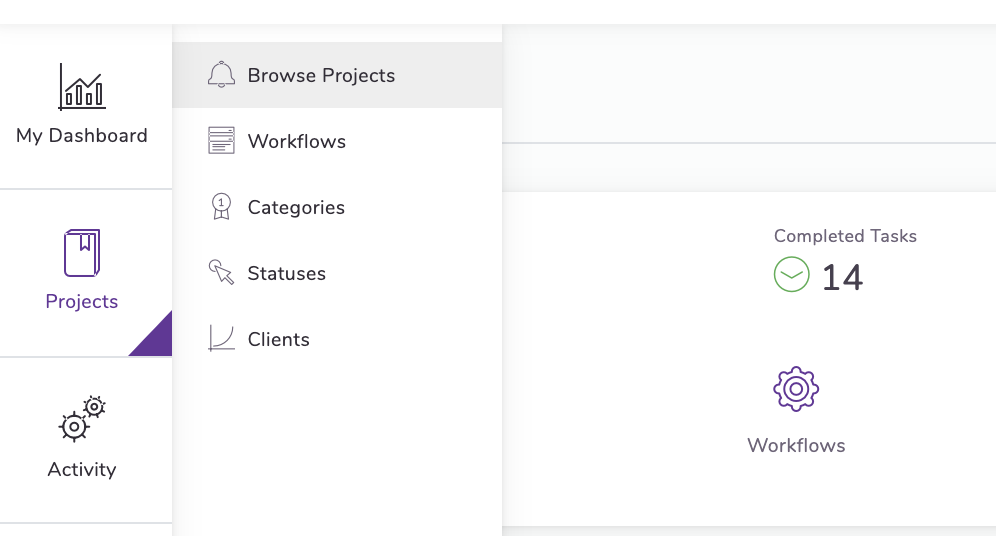 My Dashboard
Projects
Activity
Browse Projects
Workflows
1
Categories
Statuses
Clients
Completed Tasks
14
Workflows